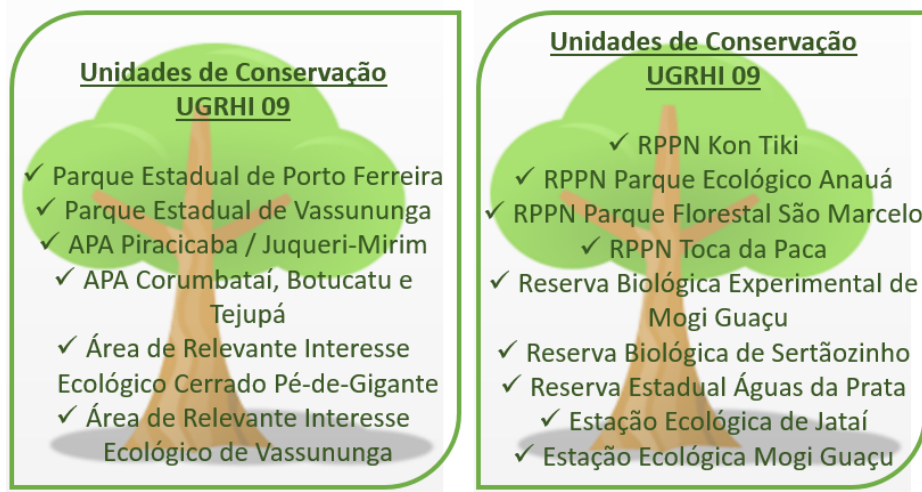 Unidades de Conservação
UGRHI 09
✓ Parque Estadual de Porto Ferreira
✓ Parque Estadual de Vassununga
✓ APA Piracicaba / Juqueri-Mirim
✓ APA Corumbataí, Botucatu e
Tejupá
✓ Área de Relevante Interesse
Ecológico Cerrado Pé-de-Gigante
✓ Área de Relevante Interesse
Ecológico de Vassununga
Unidades de Conservação
UGRHI 09
✓ RPPN Kon Tiki
✓ RPPN Parque Ecológico Anauá
✓ RPPN Parque Florestal São Marcelo
✓ RPPN Toca da Paca
✓ Reserva Biológica Experimental de
Mogi Guaçu
✓ Reserva Biológica de Sertãozinho
✓ Reserva Estadual Águas da Prata
✓ Estação Ecológica de Jataí
✓ Estação Ecológica Mogi Guaçu